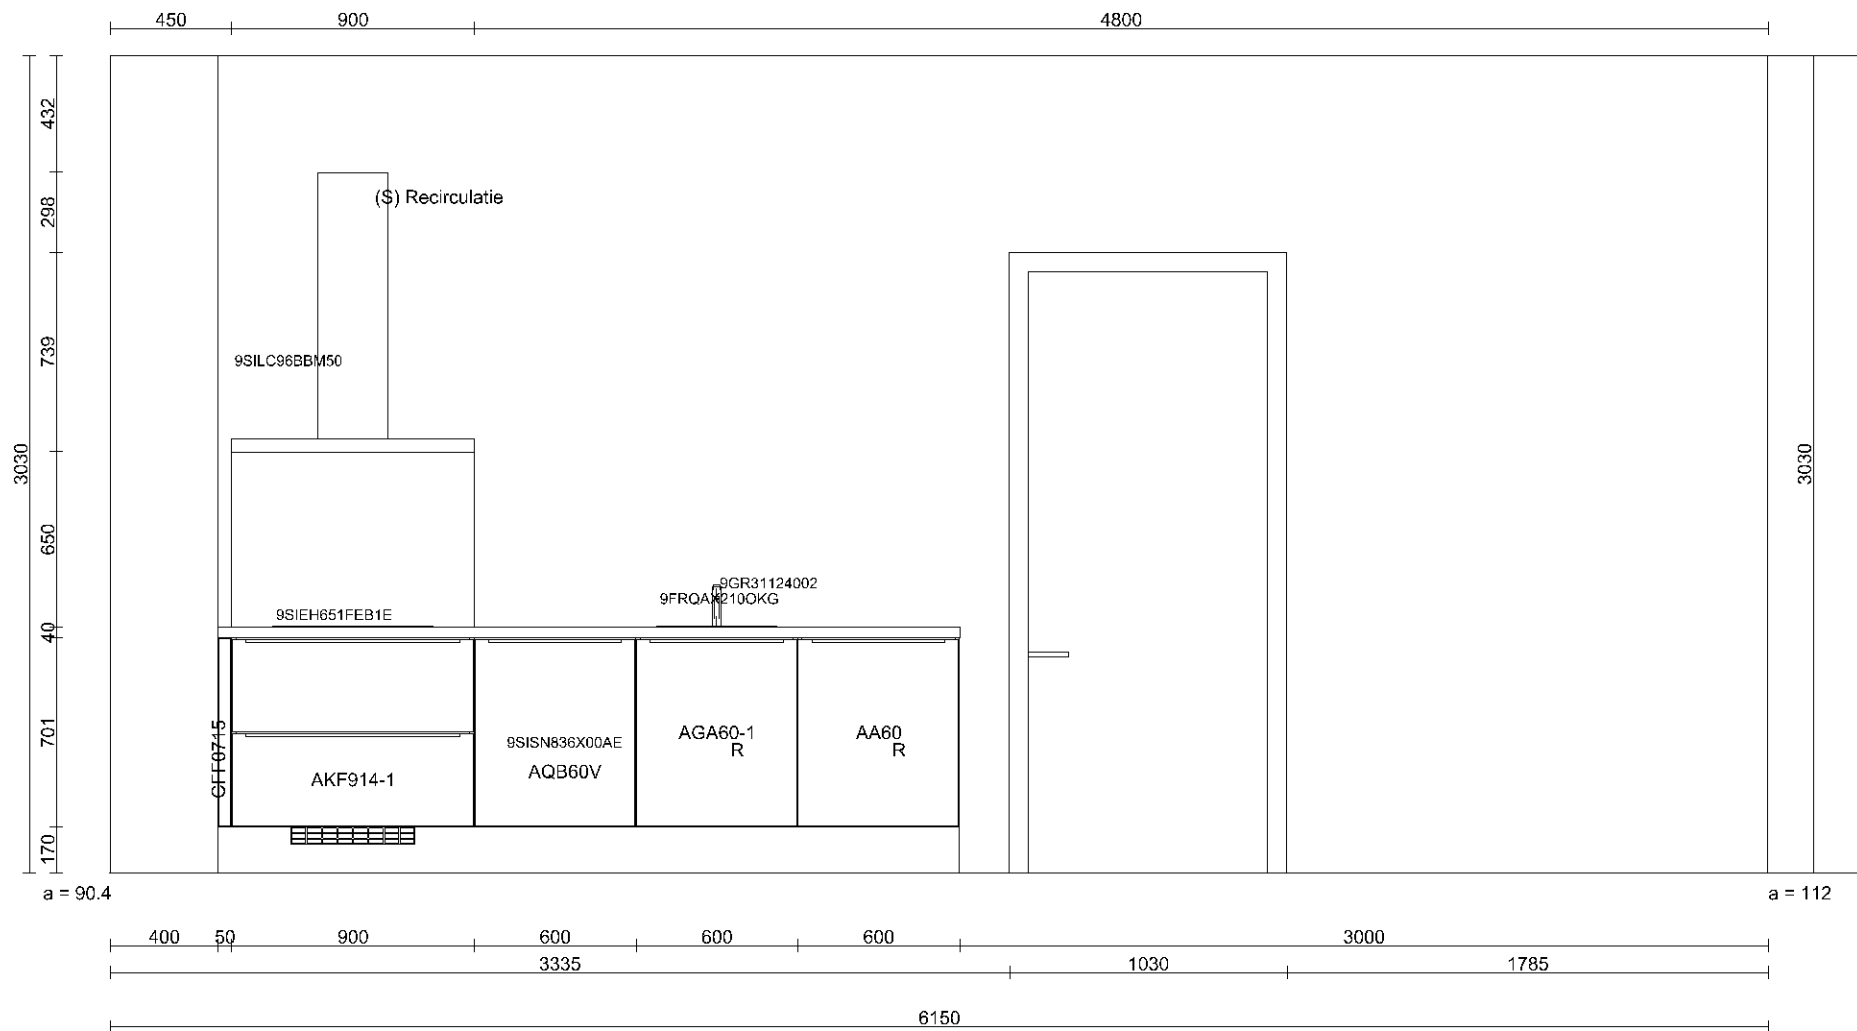 450 900 4800
432
298
739
650
40
701
170
3030
3030
(S) Recirculatie
9SILC96BBM50
9GR31124002
9FRQAX210OKG
9SIEH651FEB1E
CFF0715
AKF914-1
9SISN836X00AE
AQB60V
AGA60-1
R
AA60
R
a = 90.4
a = 112
400 50 900 600 600 600 3000
3335 1030 1785
6150